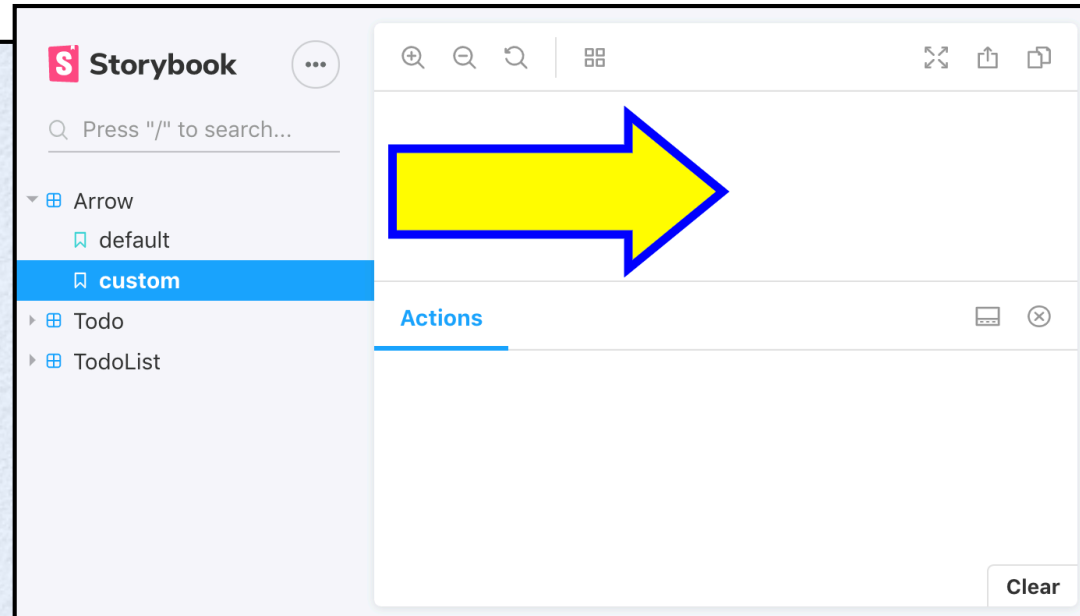 Storybook
Press "/" to search...
Arrow
default
custom
Todo
TodoList
Actions
Clear